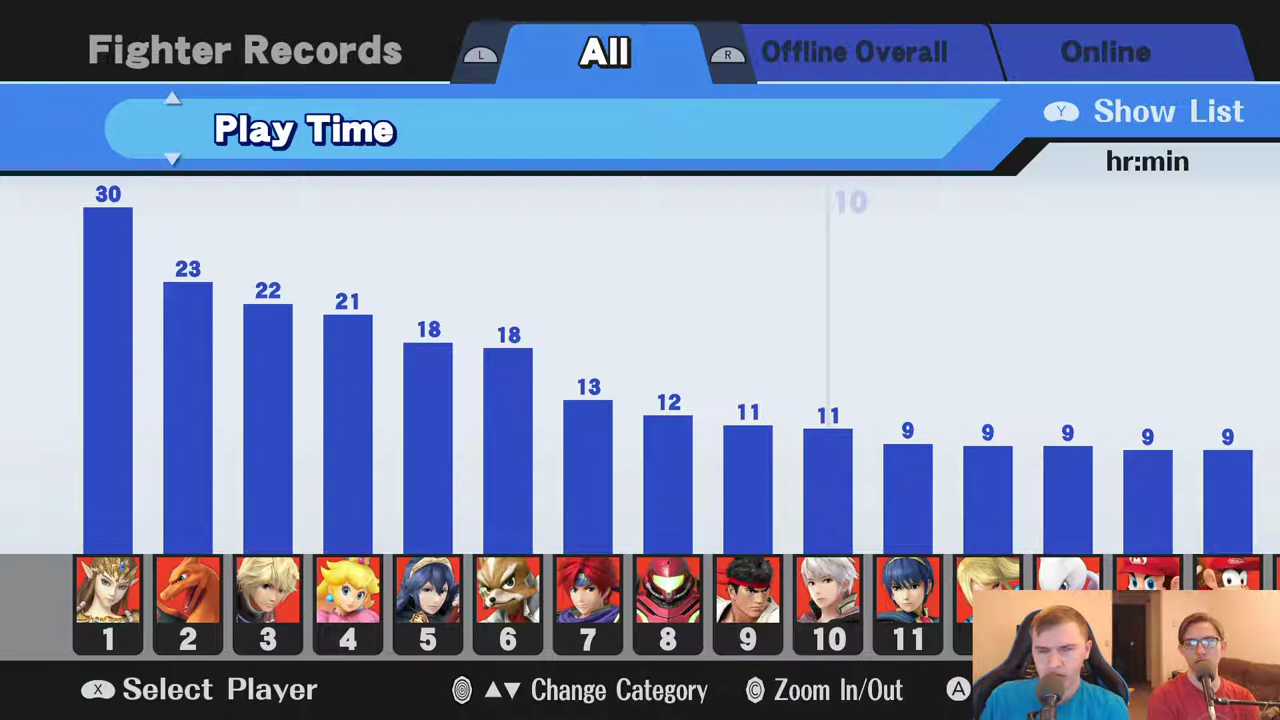 Fighter Records
L
All
R
Offline Overall
Online
Play Time
Y Show List
hr:min
10
30
23
22
21
18
18
13
12
11
11
9
9
9
9
9
1
2
3
4
5
6
7
8
9
10
11
X Select Player
▲▼ Change Category
C Zoom In/Out
A